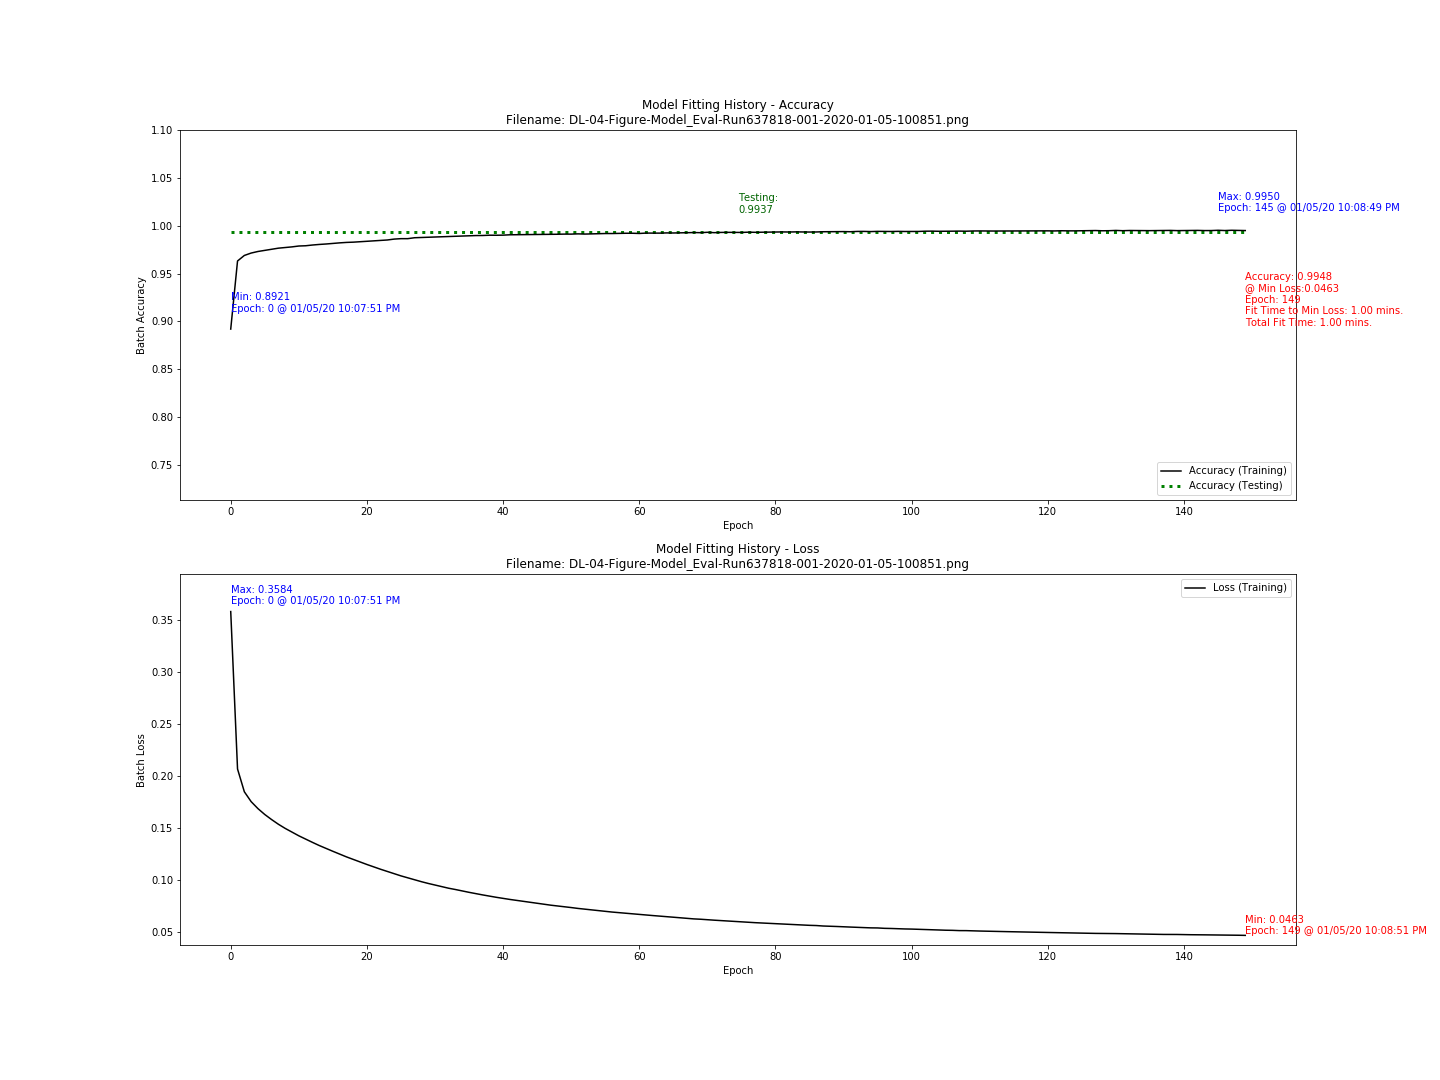 Model Fitting History - Accuracy
Filename: DL-04-Figure-Model_Eval-Run637818-001-2020-01-05-100851.png
1.10
1.05
1.00
0.95
0.90
0.85
0.80
0.75
Batch Accuracy
Testing:
0.9937
Max: 0.9950
Epoch: 145 @ 01/05/20 10:08:49 PM
Min: 0.8921
Epoch: 0 @ 01/05/20 10:07:51 PM
Accuracy: 0.9948
@ Min Loss:0.0463
Epoch: 149
Fit Time to Min Loss: 1.00 mins.
Total Fit Time: 1.00 mins.
Accuracy (Training)
Accuracy (Testing)
0 20 40 60 80 100 120 140
Epoch
Model Fitting History - Loss
Filename: DL-04-Figure-Model_Eval-Run637818-001-2020-01-05-100851.png
Max: 0.3584
Epoch: 0 @ 01/05/20 10:07:51 PM
Loss (Training)
0.35
0.30
0.25
0.20
0.15
0.10
0.05
Batch Loss
Min: 0.0463
Epoch: 149 @ 01/05/20 10:08:51 PM
0 20 40 60 80 100 120 140
Epoch